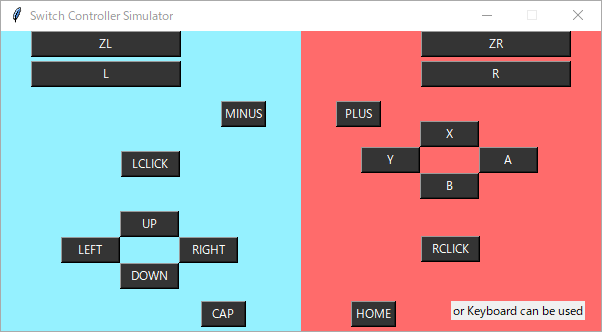 Switch Controller Simulator
ZL
ZR
L
R
MINUS
PLUS
X
LCLICK
Y
A
B
UP
LEFT
RIGHT
RCLICK
DOWN
CAP
HOME
or Keyboard can be used